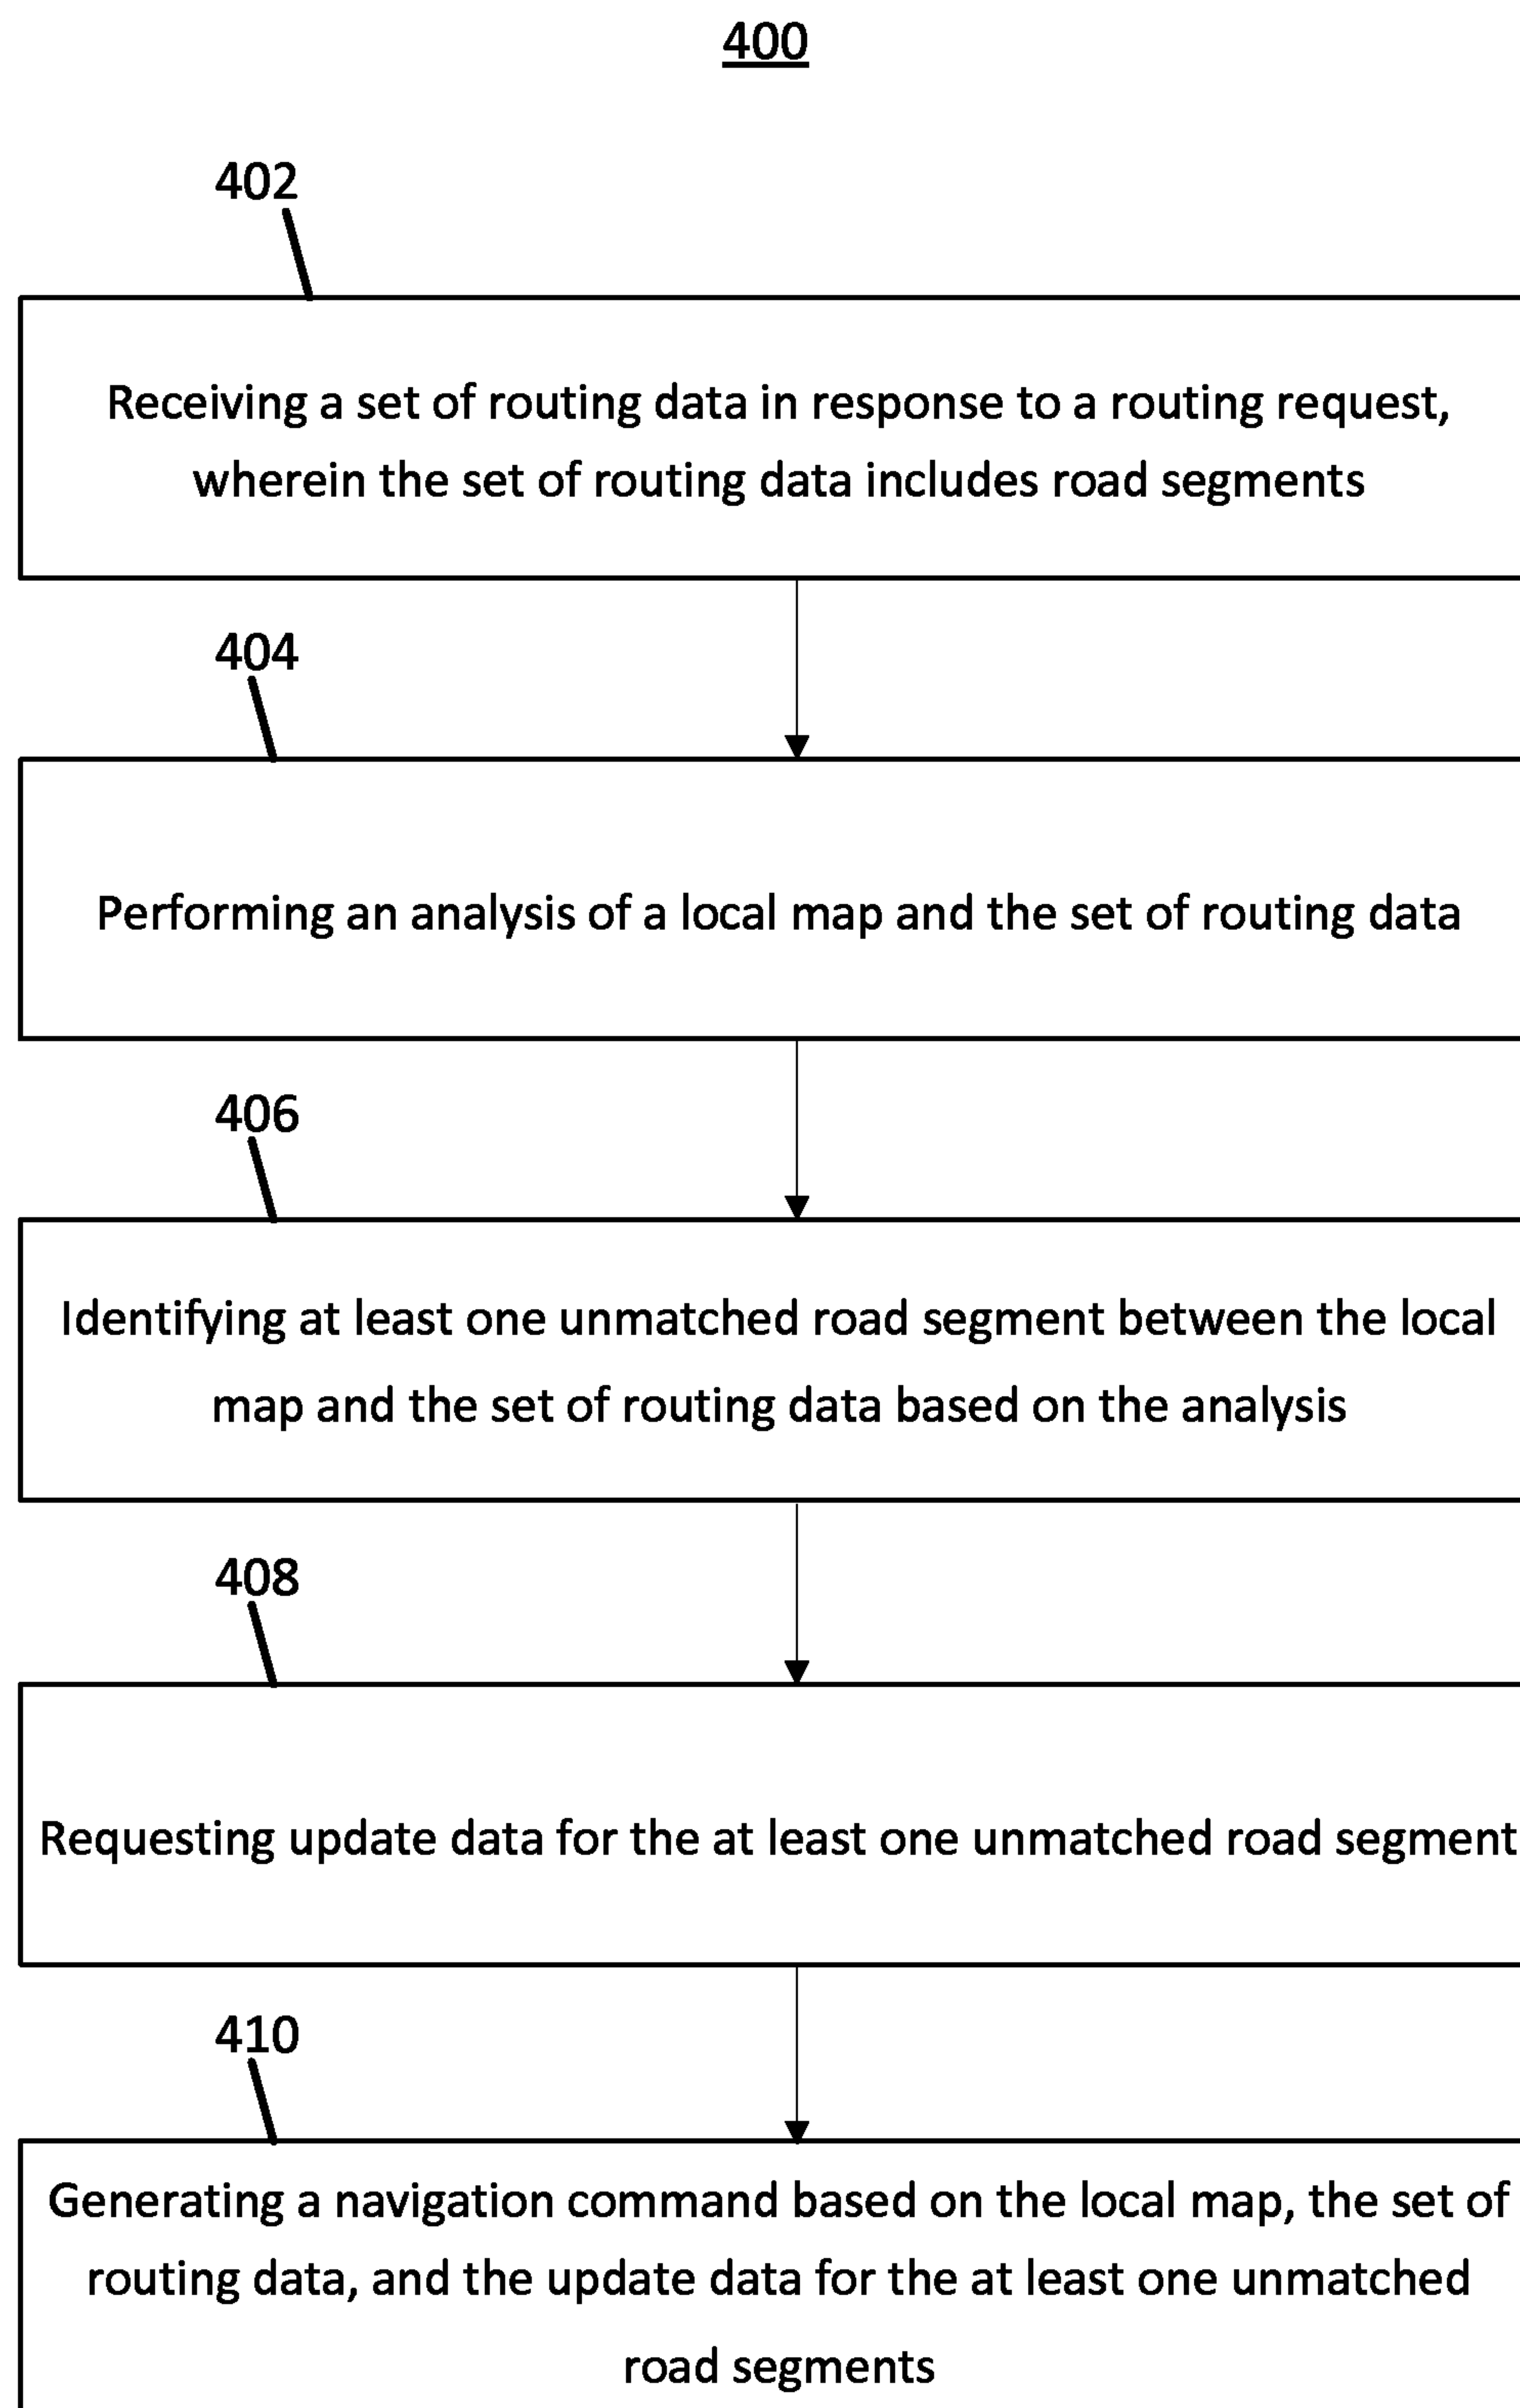 400
402
Receiving a set of routing data in response to a routing request,
wherein the set of routing data includes road segments
404
Performing an analysis of a local map and the set of routing data
406
Identifying at least one unmatched road segment between the local
map and the set of routing data based on the analysis
408
Requesting update data for the at least one unmatched road segment
410
Generating a navigation command based on the local map, the set of
routing data, and the update data for the at least one unmatched
road segments